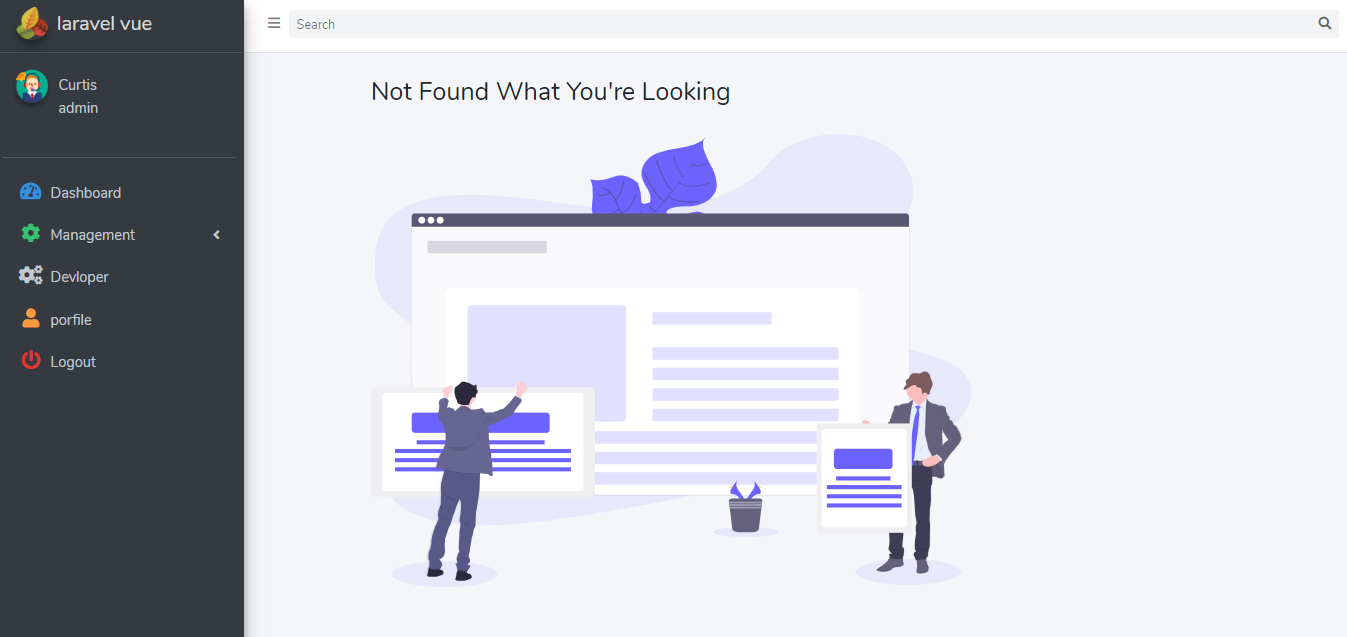 laravel vue
Search
Curtis
admin
Not Found What You're Looking
Dashboard
Management
Devloper
porfile
Logout